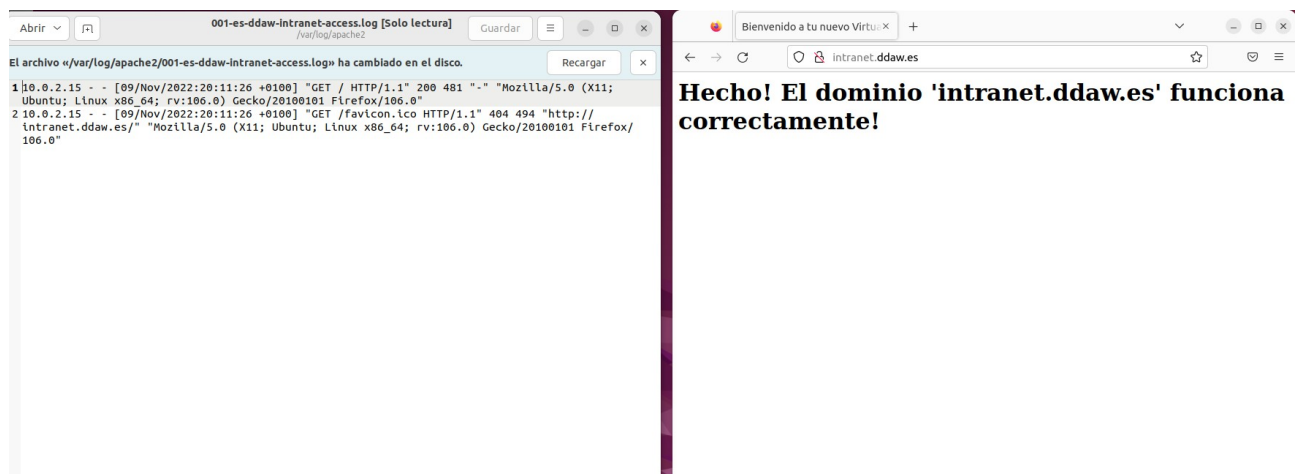 Abrir
001-es-ddaw-intranet-access.log [Solo lectura]
/var/log/apache2
Guardar
El archivo «/var/log/apache2/001-es-ddaw-intranet-access.log» ha cambiado en el disco.
Recargar
1 10.0.2.15 - - [09/Nov/2022:20:11:26 +0100] "GET / HTTP/1.1" 200 481 "-" "Mozilla/5.0 (X11;
Ubuntu; Linux x86_64; rv:106.0) Gecko/20100101 Firefox/106.0"
2 10.0.2.15 - - [09/Nov/2022:20:11:26 +0100] "GET /favicon.ico HTTP/1.1" 404 494 "http://
intranet.ddaw.es/" "Mozilla/5.0 (X11; Ubuntu; Linux x86_64; rv:106.0) Gecko/20100101 Firefox/
106.0"
Bienvenido a tu nuevo Virtua
intranet.ddaw.es
Hecho! El dominio 'intranet.ddaw.es' funciona
correctamente!